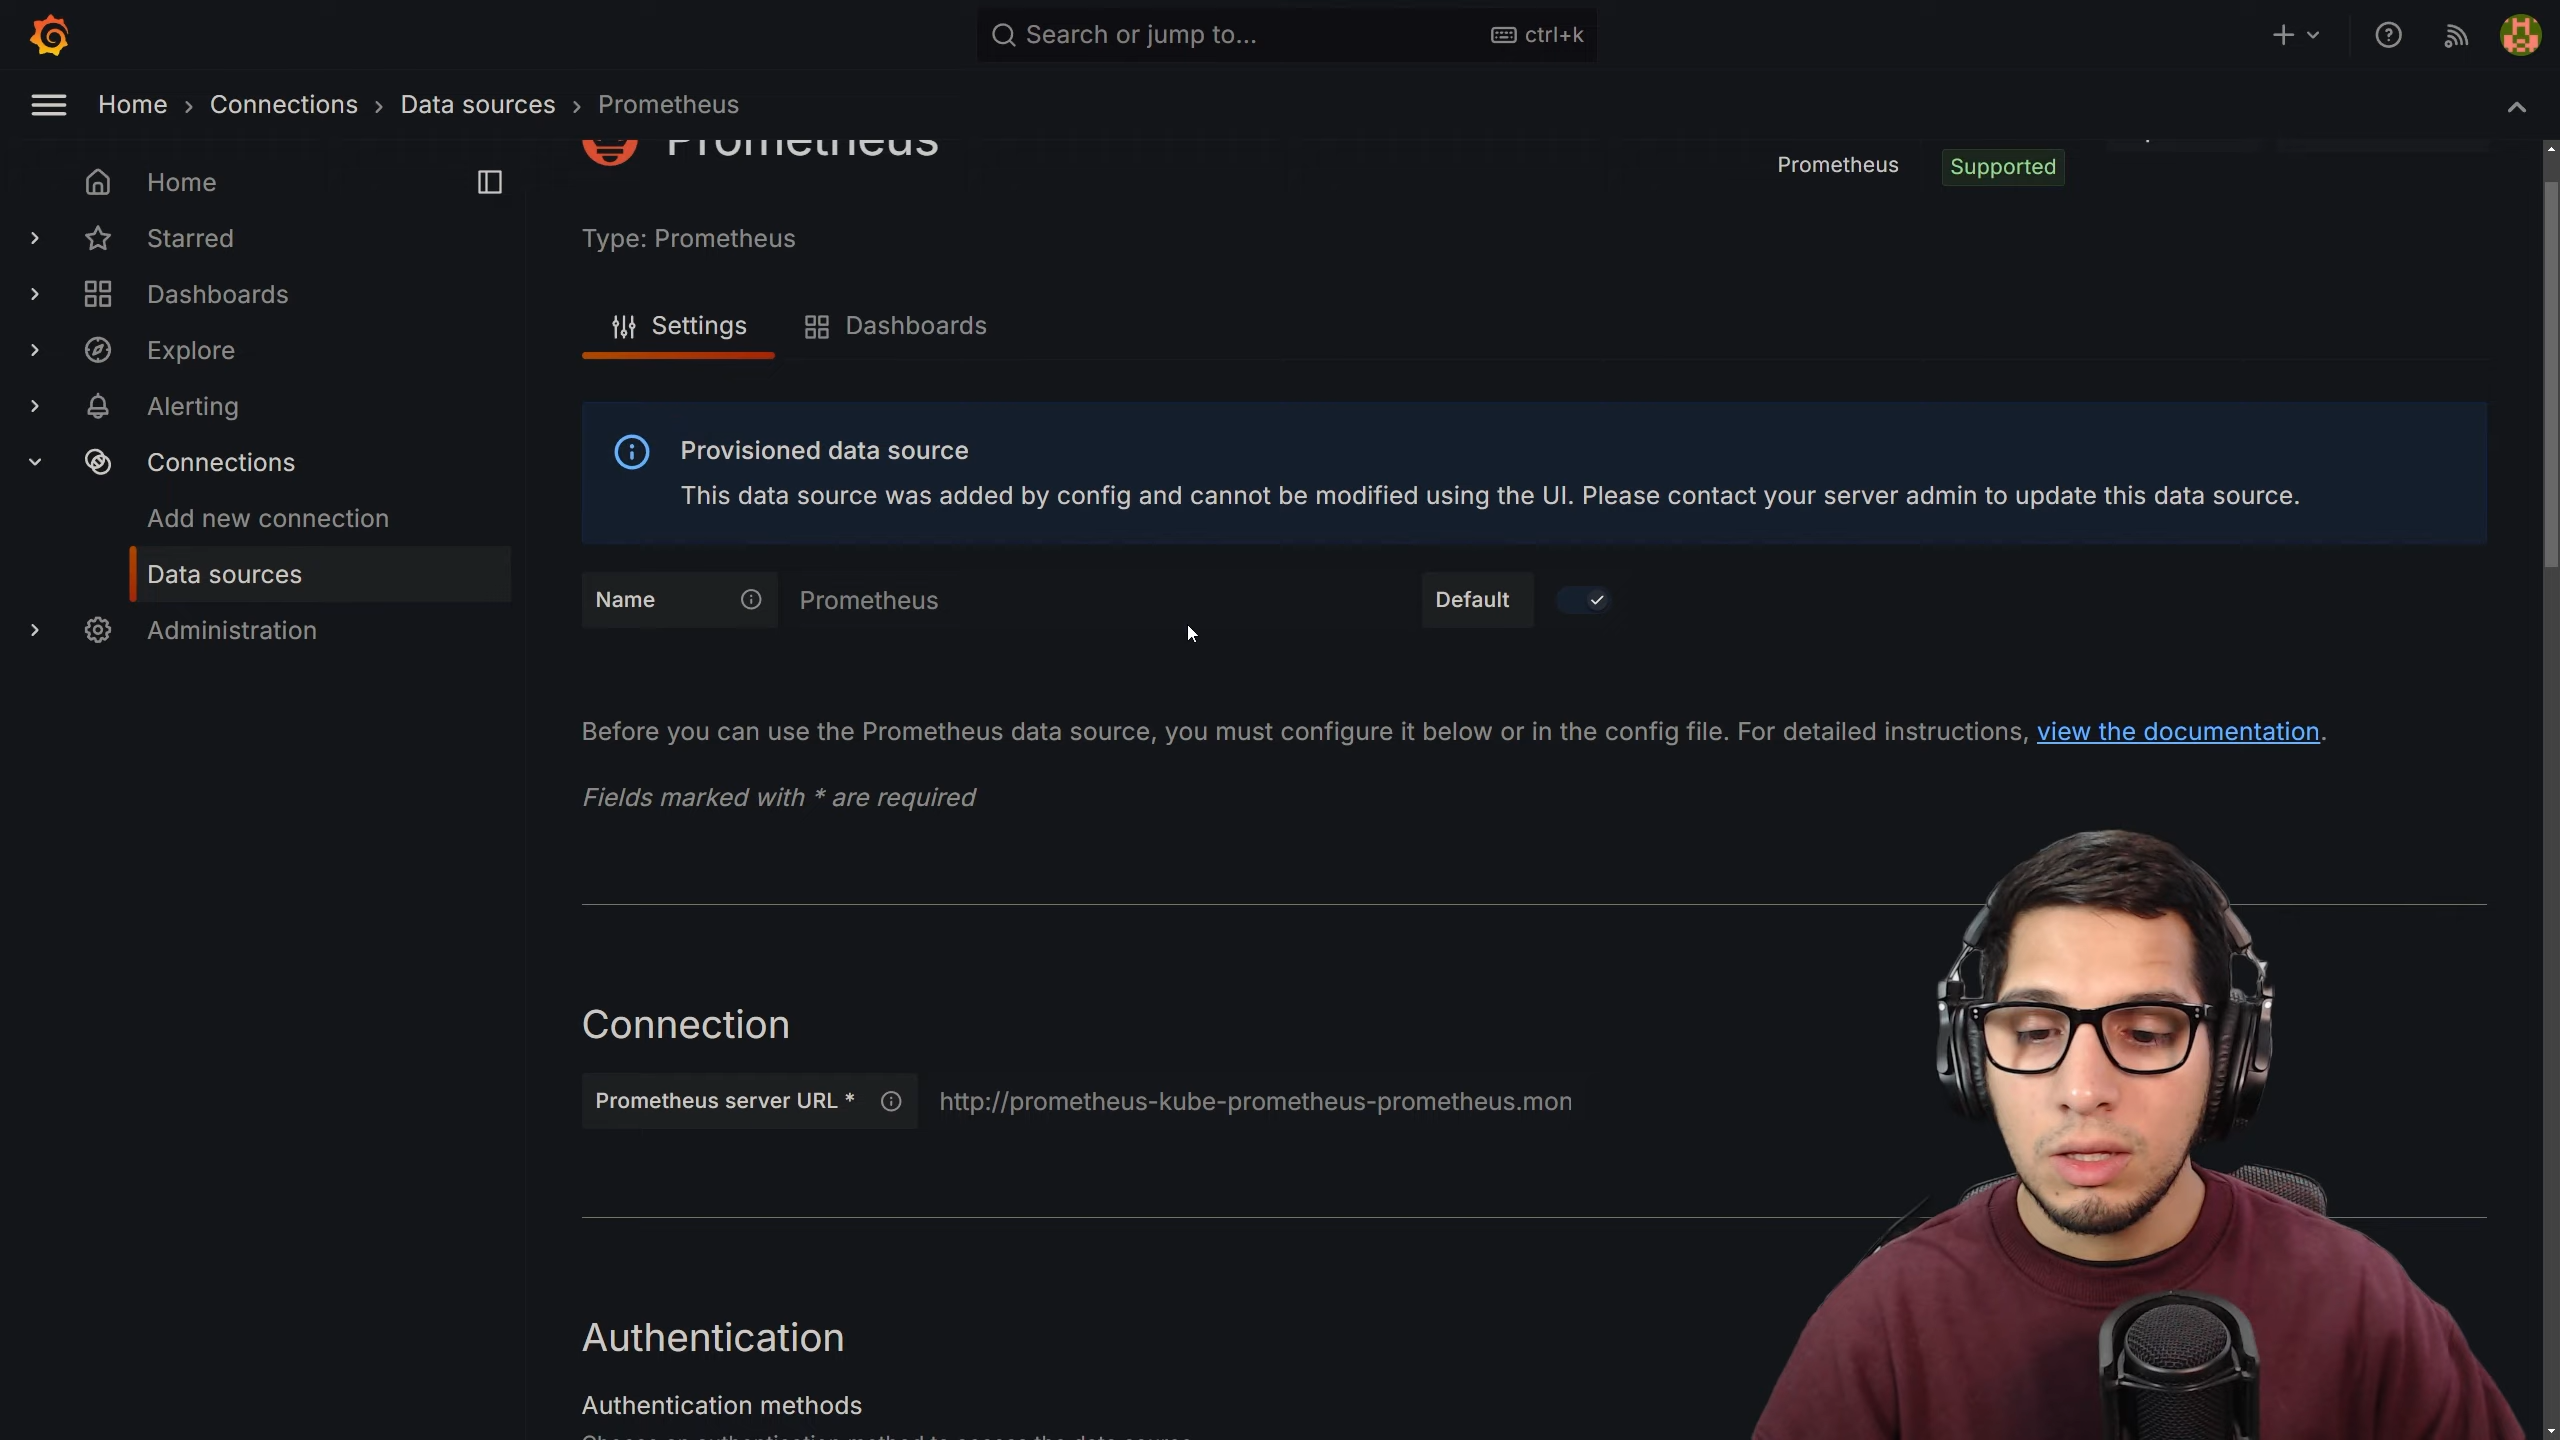 Search or jump to...
ctrl+k
Home › Connections › Data sources › Prometheus
Home
Starred
Dashboards
Explore
Alerting
Connections
Add new connection
Data sources
Administration
Prometheus
Prometheus
Supported
Type: Prometheus
Settings
Dashboards
Provisioned data source
This data source was added by config and cannot be modified using the UI. Please contact your server admin to update this data source.
Name
Prometheus
Default
Before you can use the Prometheus data source, you must configure it below or in the config file. For detailed instructions, view the documentation.
Fields marked with * are required
Connection
Prometheus server URL *
http://prometheus-kube-prometheus-prometheus.mon
Authentication
Authentication methods